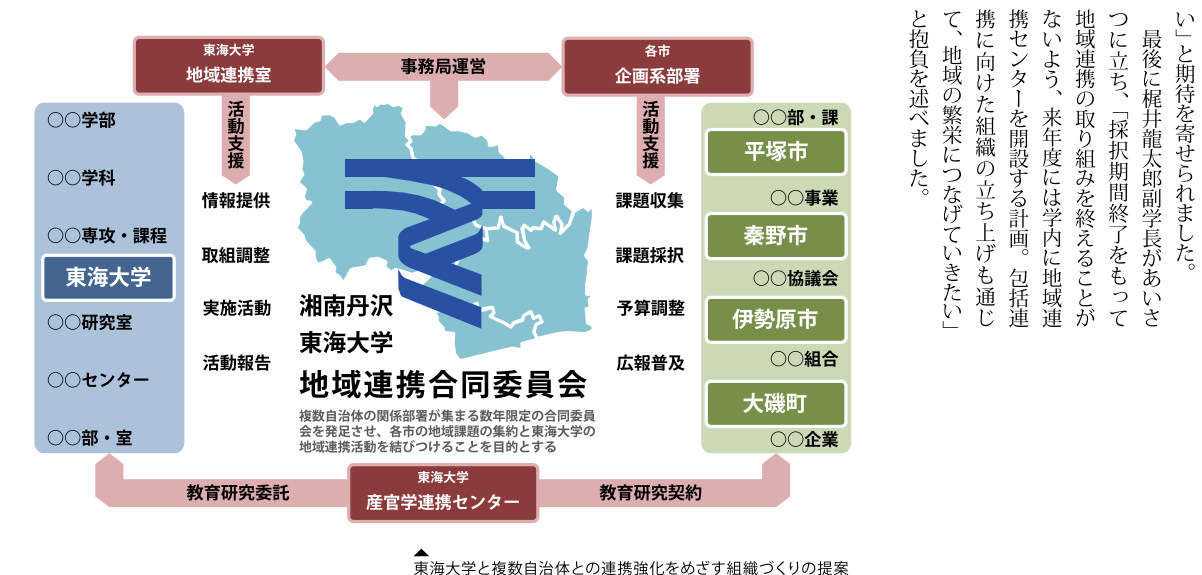 い」と期待を寄せられました。
最後に梶井龍太郎副学長があいさ
つに立ち、「採択期間終了をもって
地域連携の取り組みを終えることが
ないよう、来年度には学内に地域連
携センターを開設する計画。包括連
携に向けた組織の立ち上げも通じ
て、地域の繁栄につなげていきたい」
と抱負を述べました。
東海大学
地域連携室
事務局運営
各市
企画系部署
活動支援
活動支援
○○学部
○○学科
○○専攻・課程
東海大学
○○研究室
○○センター
○○部・室
情報提供
取組調整
実施活動
活動報告
湘南丹沢
東海大学
地域連携合同委員会
複数自治体の関係部署が集まる数年限定の合同委員
会を発足させ、各市の地域課題の集約と東海大学の
地域連携活動を結びつけることを目的とする
課題収集
課題採択
予算調整
広報普及
○○部・課
平塚市
○○事業
秦野市
○○協議会
伊勢原市
○○組合
大磯町
○○企業
教育研究委託
東海大学
産官学連携センター
教育研究契約
▲
東海大学と複数自治体との連携強化をめざす組織づくりの提案